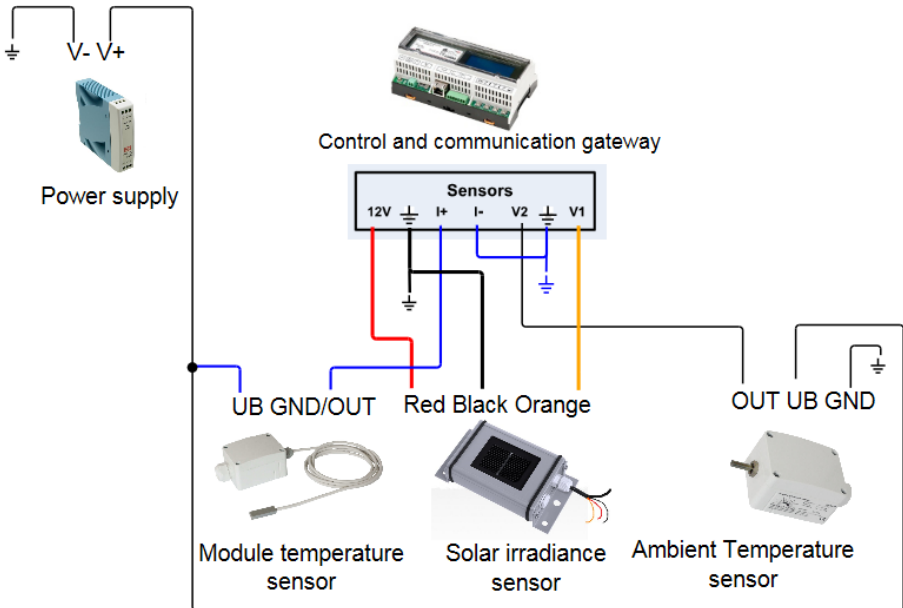 V- V+
Control and communication gateway
Power supply
Sensors
12V I+ I- V2 V1
UB GND/OUT Red Black Orange OUT UB GND
Module temperature
sensor
Solar irradiance
sensor
Ambient Temperature
sensor